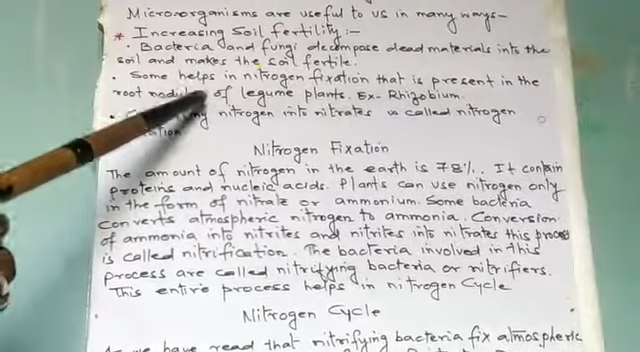 Microorganisms are useful to us in many ways-
* Increasing Soil fertility :-
• Bacteria and fungi decompose dead materials into the
soil and makes the soil fertile.
• Some helps in nitrogen fixation that is present in the
root of legume plants. Ex- Rhizobium.
• nitrogen into nitrates is called nitrogen
Nitrogen Fixation
The amount of nitrogen in the earth is 78%. It contain
proteins and nucleic acids. Plants can use nitrogen only
in the form of nitrate or ammonium. Some bacteria
converts atmospheric nitrogen to ammonia. Conversion
of ammonia into nitrites and nitrites into nitrates this process
is called nitrification. The bacteria involved in this
process are called nitrifying bacteria or nitrifiers.
This entire process helps in nitrogen cycle
Nitrogen Cycle
As we have read that nitrifying bacteria fix atmospheric